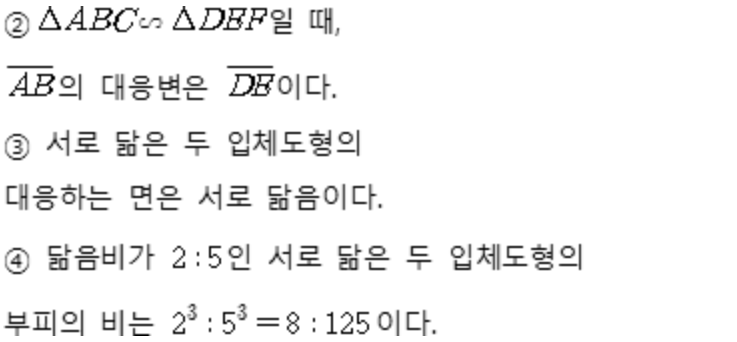 ② △ABC∽△DEF일 때,
AB의 대응변은 DE이다.
③ 서로 닮은 두 입체도형의
대응하는 면은 서로 닮음이다.
④ 닮음비가 2:5인 서로 닮은 두 입체도형의
부피의 비는 2³:5³=8:125이다.